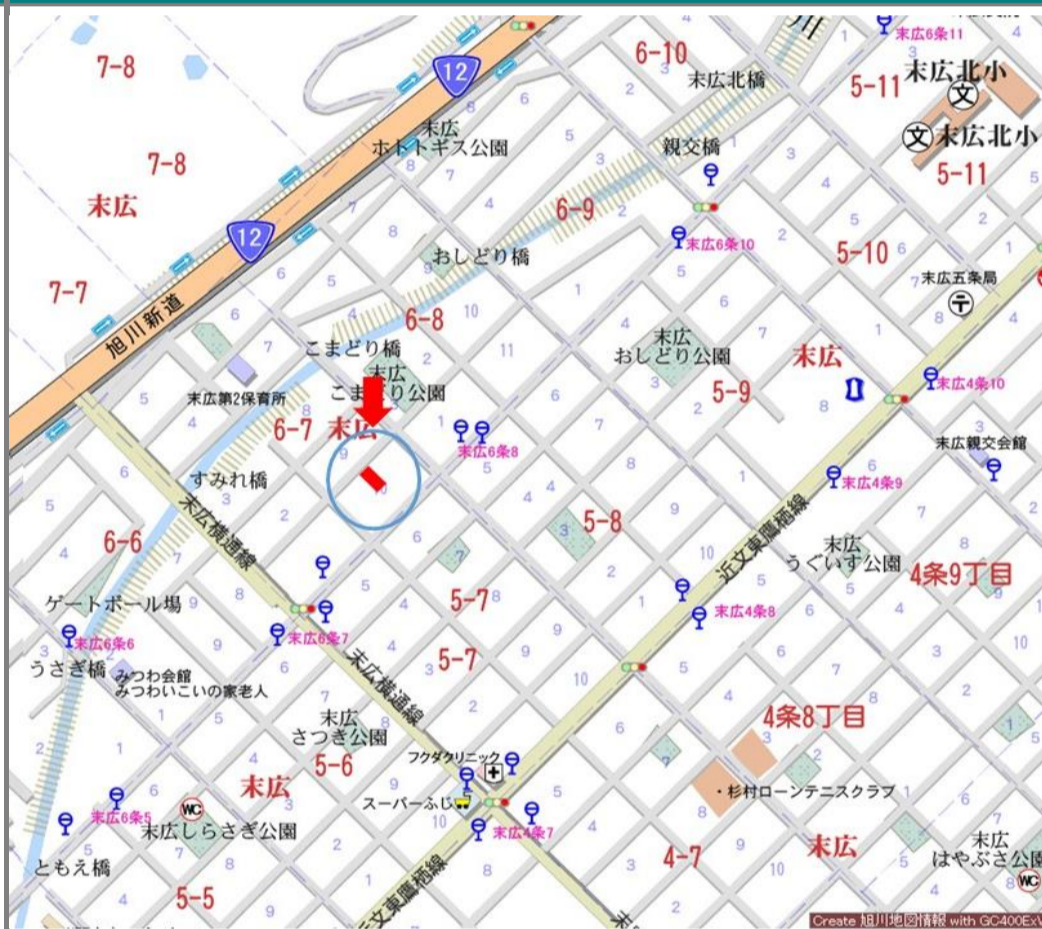 7-8
6-10
末広6条11
末広北小
5-11
末広北橋
12
末広
ホトトギス公園
親交橋
末広北小
7-8
5-11
末広
6-9
12
末広6条10
5-10
おしどり橋
末広五条局
7-7
旭川新道
6-8
こまどり橋
末広
おしどり公園
末広
末広
こまどり公園
5-9
末広4条10
末広第2保育所
6-7
末広
末広6条8
末広親交会館
すみれ橋
末広4条9
末広横通線
5-8
近文東鷹栖線
6-6
末広
うぐいす公園
4条9丁目
ゲートボール場
5-7
末広4条8
末広6条6
末広6条7
うさぎ橋
みつわ会館
みつわいこいの家老人
5-7
末広横通線
4条8丁目
末広
さつき公園
5-6
フクダクリニック
末広
スーパーふじ
・杉村ローンテニスクラブ
末広6条5
WC
末広しらさぎ公園
末広4条7
末広
末広
はやぶさ公園
ともえ橋
4-7
WC
5-5
近文東鷹栖線
Create 旭川地図情報 with GC400ExV